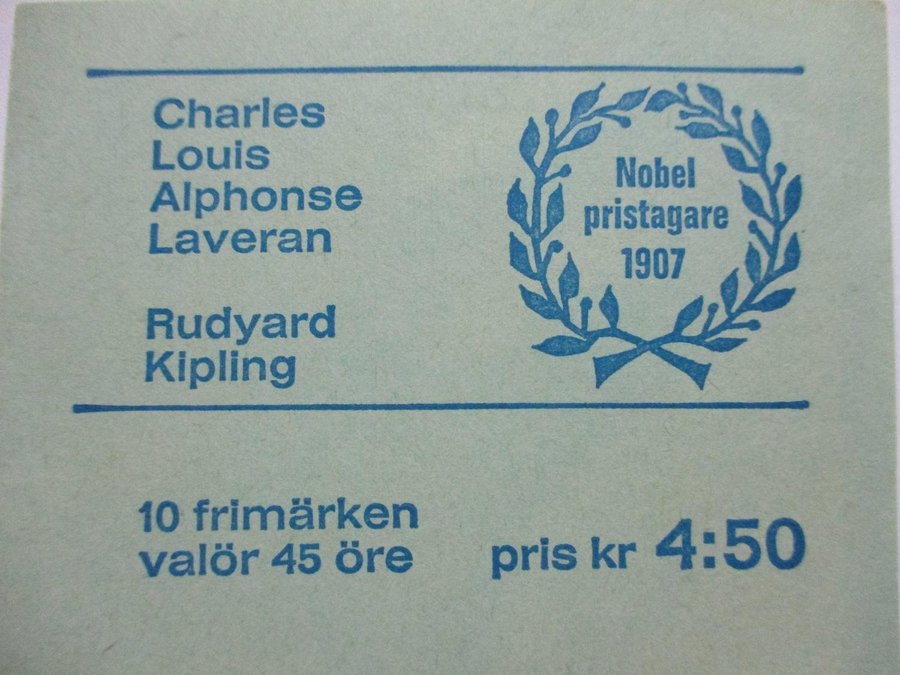 Charles
Louis
Alphonse
Laveran
Rudyard
Kipling
Nobel
pristagare
1907
10 frimärken
valör 45 öre
pris kr 4:50